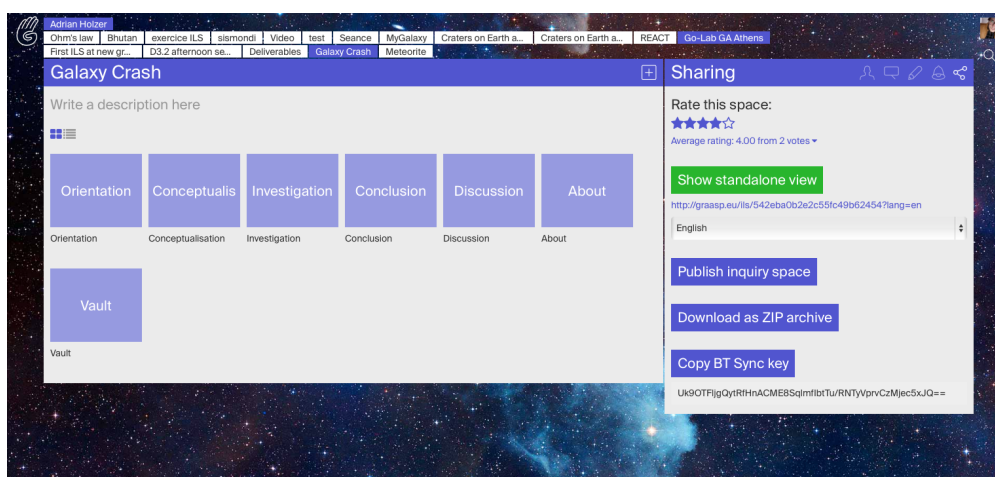 Adrian Holzer
Ohm's law Bhutan exercice ILS sismondi Video test Seance MyGalaxy Craters on Earth a... Craters on Earth a... REACT Go-Lab GA Athens
First ILS at new gr... D3.2 afternoon se... Deliverables Galaxy Crash Meteorite
Galaxy Crash
Write a description here
Orientation Conceptualis Investigation Conclusion Discussion About
Orientation Conceptualisation Investigation Conclusion Discussion About
Vault
Vault
Sharing
Rate this space:
Average rating: 4.00 from 2 votes
Show standalone view
http://graasp.eu/ils/542eba0b2e2c55fc49b62454?lang=en
English
Publish inquiry space
Download as ZIP archive
Copy BT Sync key